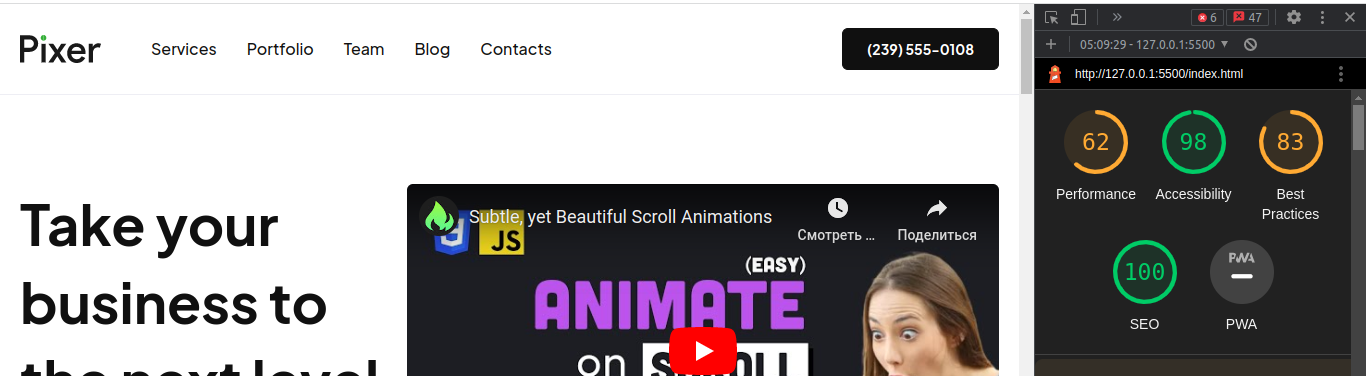 Pixer
Services
Portfolio
Team
Blog
Contacts
(239) 555-0108
Take your
business to
the next level
Subtle, yet Beautiful Scroll Animations
Смотреть ...
Поделиться
3
JS
(EASY)
ANIMATE
on
6
47
05:09:29 - 127.0.0.1:5500
http://127.0.0.1:5500/index.html
62
Performance
98
Accessibility
83
Best
Practices
100
SEO
PWA
PWA